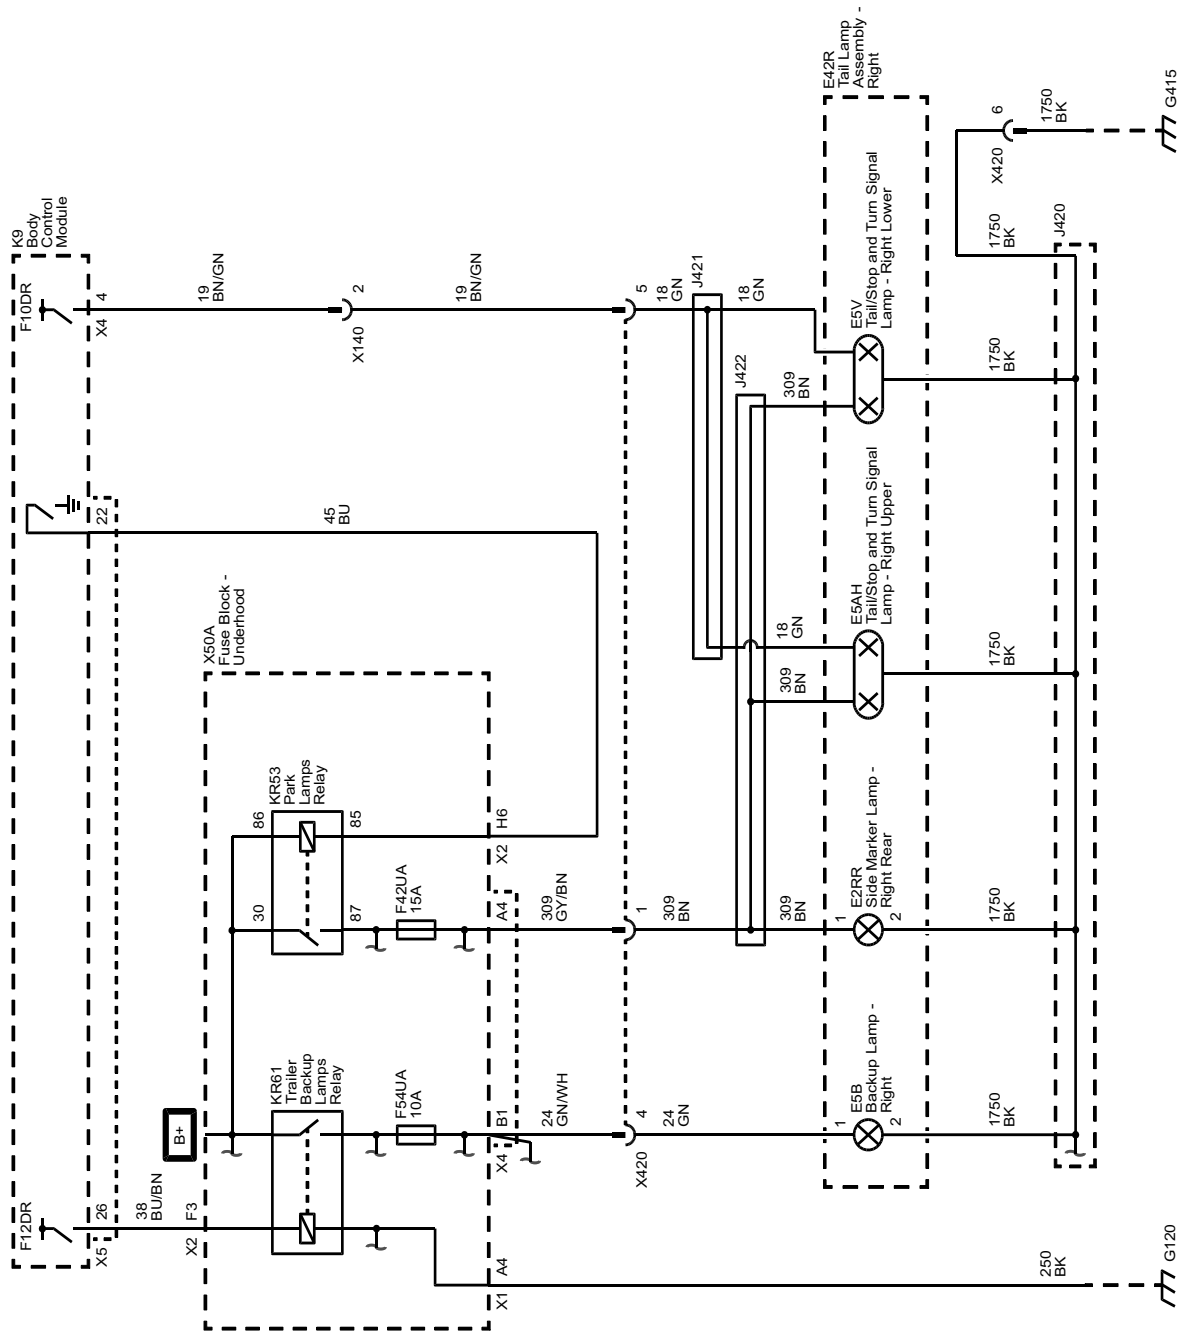 K9
Body
Control
Module
F12DR
F10DR
X5
26
22
X4
4
38
BU/BN
X2
F3
B+
X50A
Fuse Block -
Underhood
45
BU
19
BN/GN
X140
2
19
BN/GN
KR61
Trailer
Backup
Lamps
Relay
KR53
Park
Lamps
Relay
30
86
87
85
F54UA
10A
F42UA
15A
X1
A4
X4
B1
A4
X2
H6
24
GN/WH
309
GY/BN
X420
4
1
5
24
GN
309
BN
18
GN
J421
18
GN
J422
309
BN
309
BN
18
GN
309
BN
E42R
Tail Lamp
Assembly -
Right
1
E5B
Backup Lamp -
Right
2
1
E2RR
Side Marker Lamp -
Right Rear
2
E5AH
Tail/Stop and Turn Signal
Lamp - Right Upper
E5V
Tail/Stop and Turn Signal
Lamp - Right Lower
1750
BK
1750
BK
1750
BK
1750
BK
1750
BK
X420
6
J420
1750
BK
G415
250
BK
G120